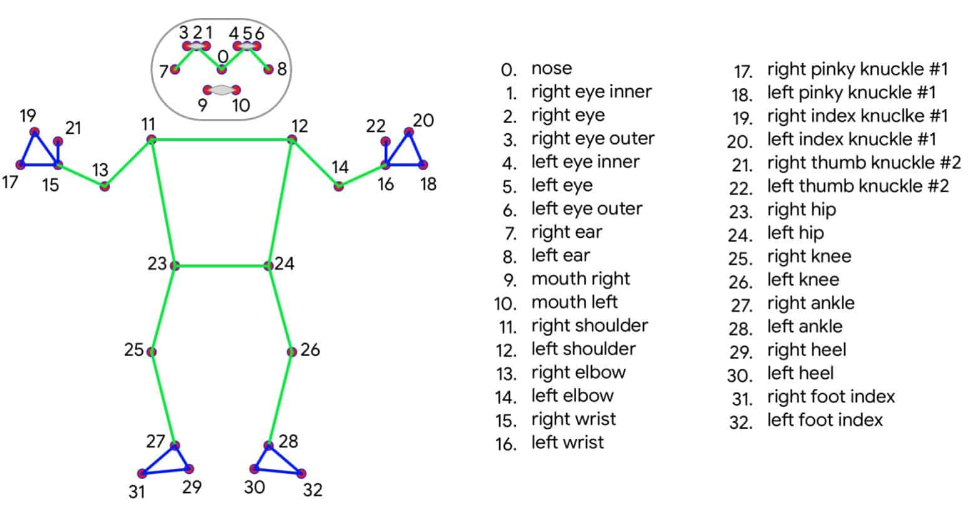 3 2 1 4 5 6
0
7 8
9 10
19 21 11 12 22 20
13 14
17 15 16 18
23 24
25 26
27 28
31 29 30 32
0. nose
1. right eye inner
2. right eye
3. right eye outer
4. left eye inner
5. left eye
6. left eye outer
7. right ear
8. left ear
9. mouth right
10. mouth left
11. right shoulder
12. left shoulder
13. right elbow
14. left elbow
15. right wrist
16. left wrist
17. right pinky knuckle #1
18. left pinky knuckle #1
19. right index knuclke #1
20. left index knuckle #1
21. right thumb knuckle #2
22. left thumb knuckle #2
23. right hip
24. left hip
25. right knee
26. left knee
27. right ankle
28. left ankle
29. right heel
30. left heel
31. right foot index
32. left foot index